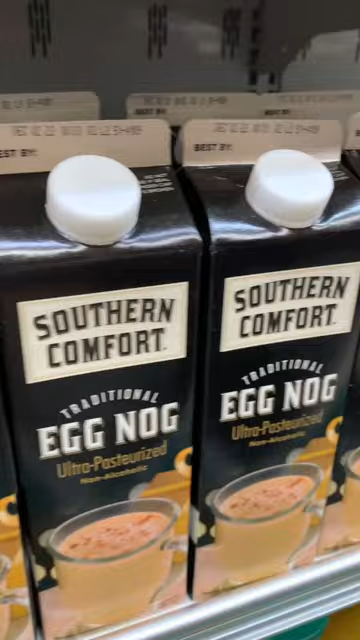 BEST BY:
BEST BY:
SOUTHERN
COMFORT
TRADITIONAL
EGG NOG
Ultra-Pasteurized
Non-Alcoholic
SOUTHERN
COMFORT
TRADITIONAL
EGG NOG
Ultra-Pasteurized
Non-Alcoholic